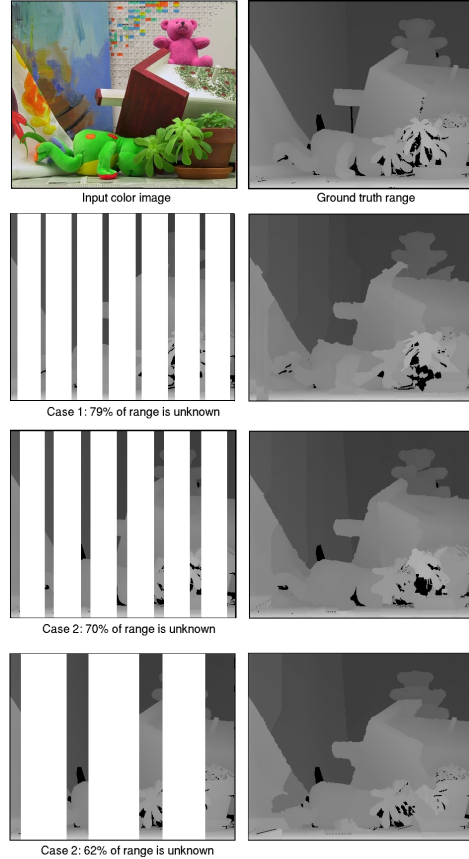 Input color image
Ground truth range
Case 1: 79% of range is unknown
Case 2: 70% of range is unknown
Case 2: 62% of range is unknown